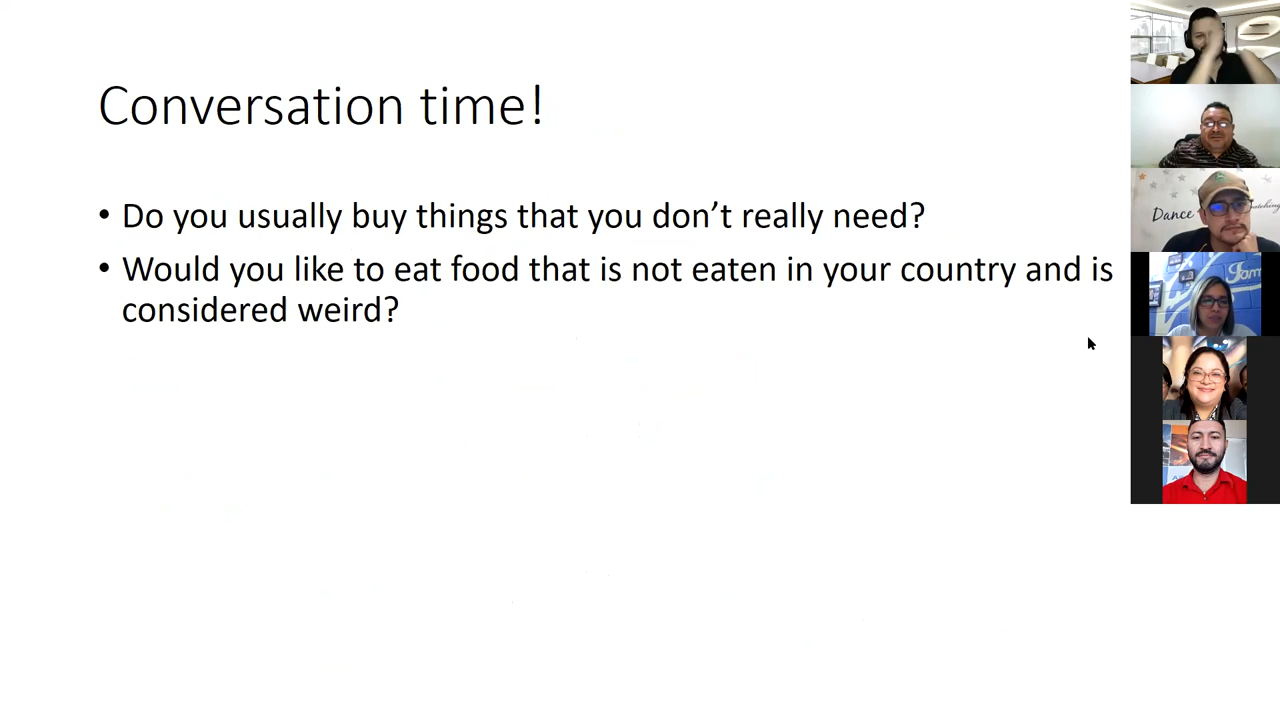 Conversation time!
• Do you usually buy things that you don't really need?
• Would you like to eat food that is not eaten in your country and is
considered weird?
Dance